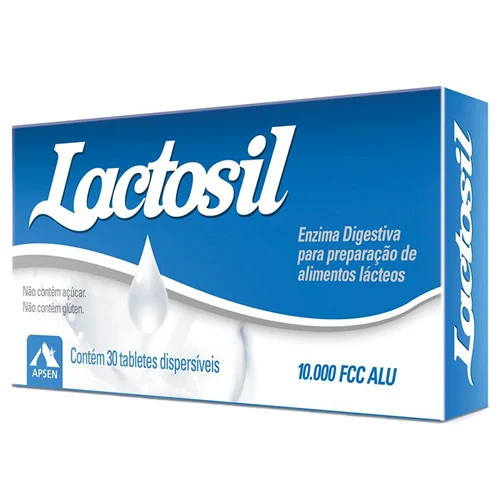 Lactosil
Enzima Digestiva
para preparação de
alimentos lácteos
Não contém açúcar.
Não contém glúten.
APSEN
Contém 30 tabletes dispersíveis
10.000 FCC ALU
Lactosil